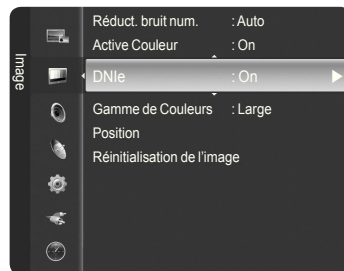 Image
Réduct. bruit num. : Auto
Active Couleur : On
DNIe : On
Gamme de Couleurs : Large
Position
Réinitialisation de l'image